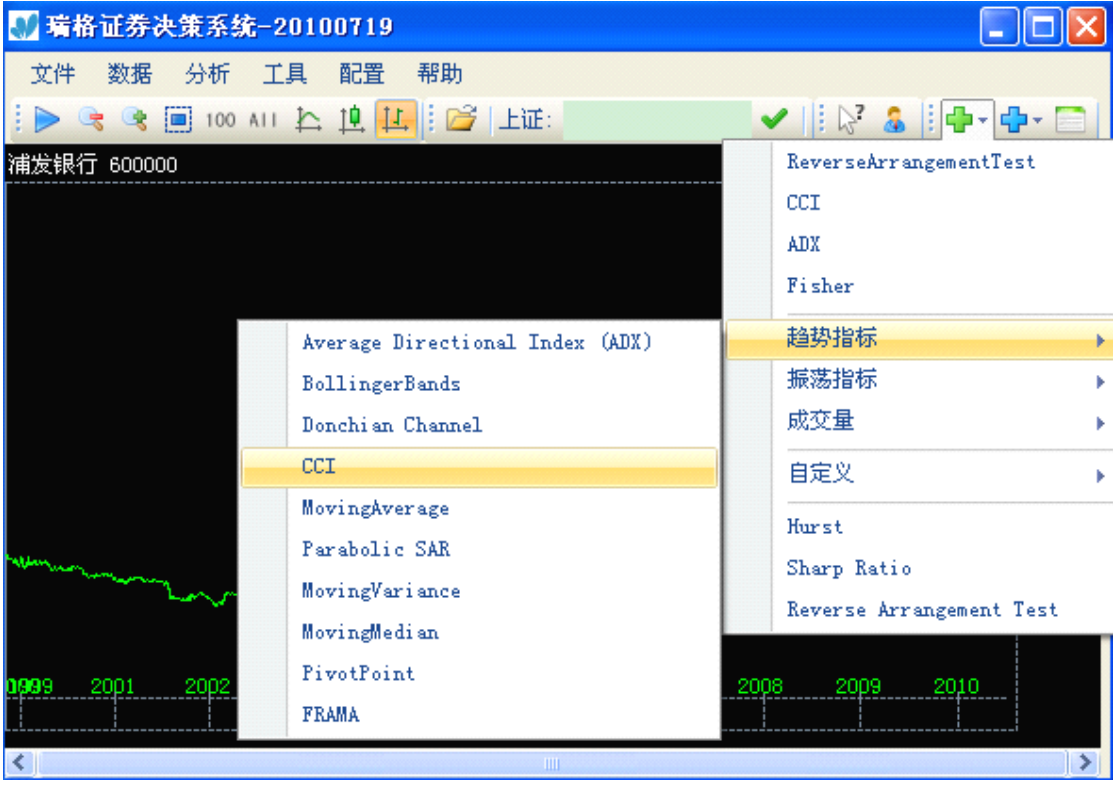 瑞格证券决策系统-20100719
文件 数据 分析 工具 配置 帮助
100 All 上证:
浦发银行 600000
ReverseArrangementTest
CCI
ADX
Fisher
趋势指标
振荡指标
成交量
自定义
Hurst
Sharp Ratio
Reverse Arrangement Test
Average Directional Index (ADX)
BollingerBands
Donchian Channel
CCI
MovingAverage
Parabolic SAR
MovingVariance
MovingMedian
PivotPoint
FRAMA
2001 2002 2008 2009 2010